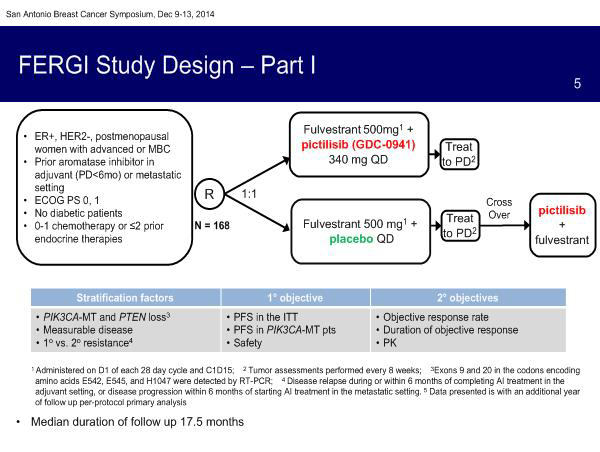 San Antonio Breast Cancer Symposium, Dec 9-13, 2014
FERGI Study Design – Part I
5
• ER+, HER2-, postmenopausal
women with advanced or MBC
• Prior aromatase inhibitor in
adjuvant (PD<6mo) or metastatic
setting
• ECOG PS 0, 1
• No diabetic patients
• 0-1 chemotherapy or ≤2 prior
endocrine therapies
R
N = 168
1:1
Fulvestrant 500mg¹ +
pictilisib (GDC-0941)
340 mg QD
Treat
to PD²
Fulvestrant 500 mg¹ +
placebo QD
Treat
to PD²
Cross
Over
pictilisib
+
fulvestrant
Stratification factors
• PIK3CA-MT and PTEN loss³
• Measurable disease
• 1º vs. 2º resistance⁴
1° objective
• PFS in the ITT
• PFS in PIK3CA-MT pts
• Safety
2° objectives
• Objective response rate
• Duration of objective response
• PK
¹ Administered on D1 of each 28 day cycle and C1D15; ² Tumor assessments performed every 8 weeks; ³Exons 9 and 20 in the codons encoding
amino acids E542, E545, and H1047 were detected by RT-PCR; ⁴ Disease relapse during or within 6 months of completing AI treatment in the
adjuvant setting, or disease progression within 6 months of starting AI treatment in the metastatic setting. ⁵ Data presented is with an additional year
of follow up per-protocol primary analysis
• Median duration of follow up 17.5 months